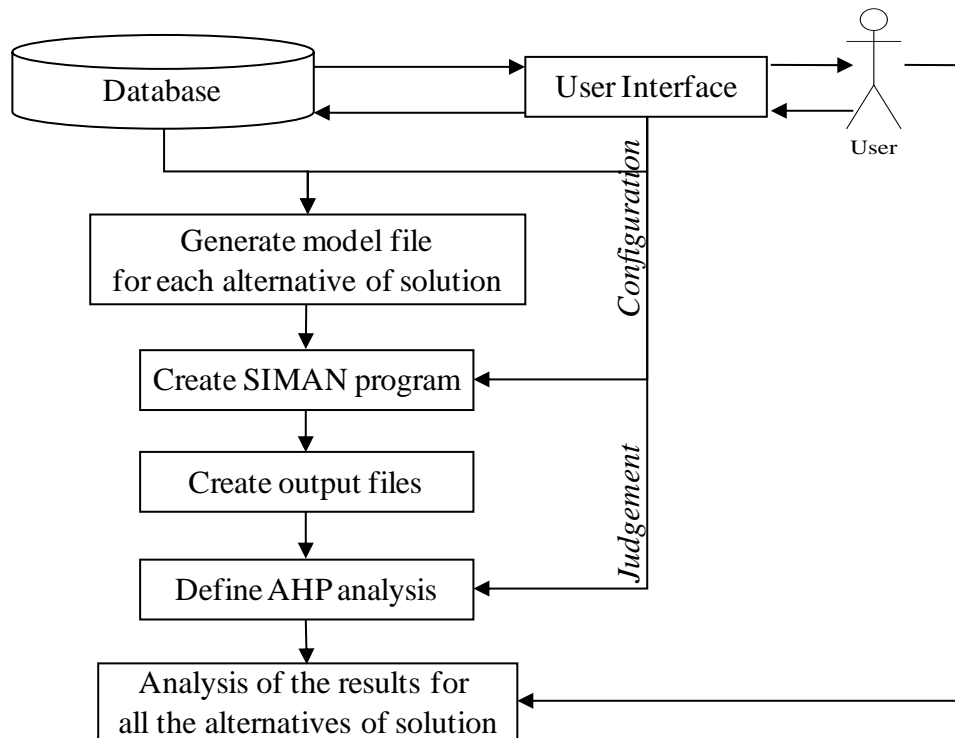 Database
User Interface
User
Configuration
Generate model file
for each alternative of solution
Create SIMAN program
Create output files
Judgement
Define AHP analysis
Analysis of the results for
all the alternatives of solution